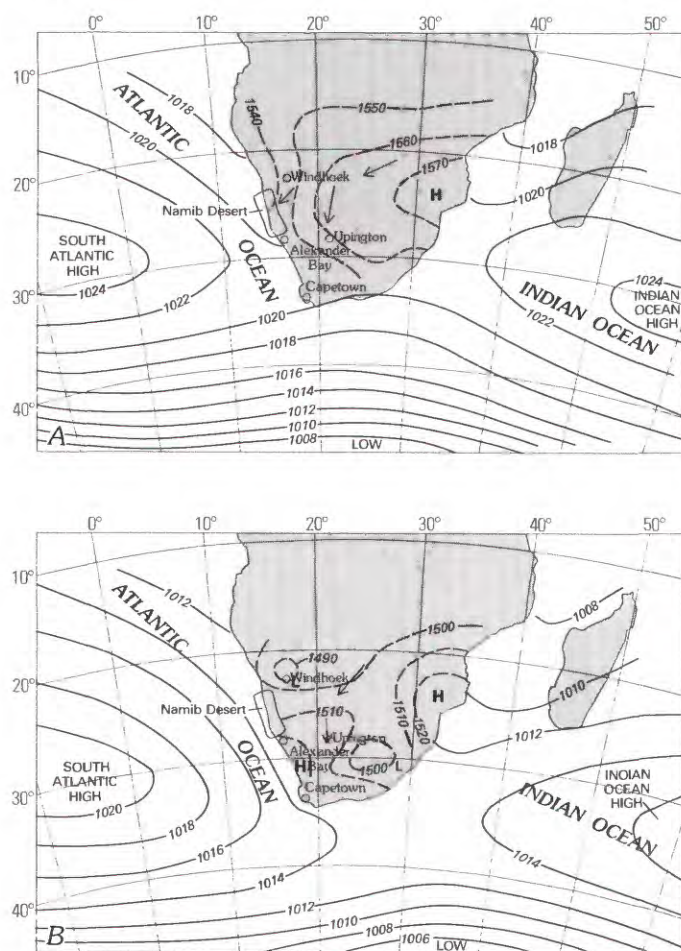 0° 10° 20° 30° 40° 50°
10°
20°
30°
40°
ATLANTIC
OCEAN
1018
1020
1540
1550
1560
1570
H
1018
1020
Windhoek
Namib Desert
Upington
Alexander
Bay
Capetown
SOUTH
ATLANTIC
HIGH
1024
1022
1020
1018
1016
1014
1012
1010
1008
LOW
INDIAN OCEAN
1022
1024
INDIAN
OCEAN
HIGH
A
0° 10° 20° 30° 40° 50°
10°
20°
30°
40°
ATLANTIC
OCEAN
1012
1490
L
Windhoek
1500
1510
Namib Desert
Upington
Alexander
Bay
H
1500
L
Capetown
1510
1520
H
1008
1010
1012
SOUTH
ATLANTIC
HIGH
1020
1018
1016
1014
1012
1010
1008
1006
LOW
INDIAN OCEAN
1014
INDIAN
OCEAN
HIGH
B